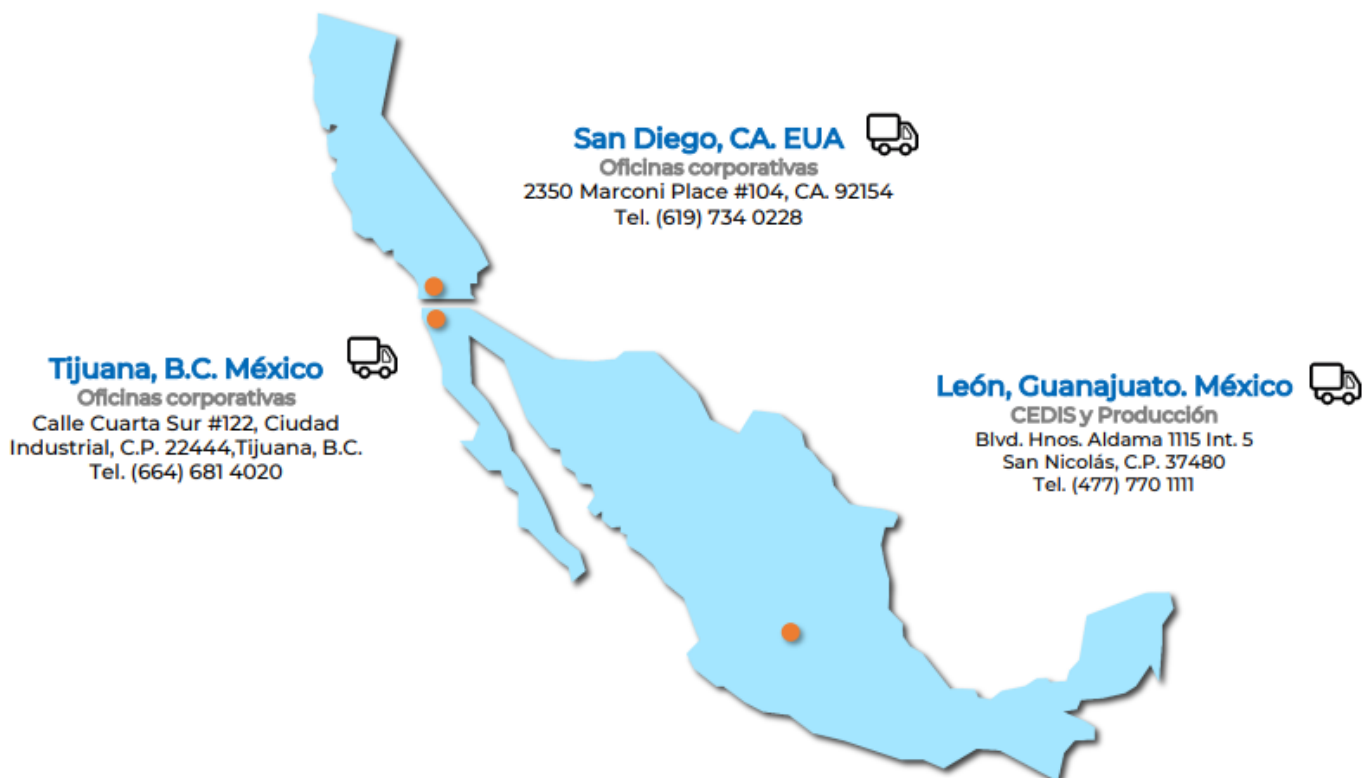 San Diego, CA. EUA
Oficinas corporativas
2350 Marconi Place #104, CA. 92154
Tel. (619) 734 0228
Tijuana, B.C. México
Oficinas corporativas
Calle Cuarta Sur #122, Ciudad
Industrial, C.P. 22444,Tijuana, B.C.
Tel. (664) 681 4020
León, Guanajuato. México
CEDIS y Producción
Blvd. Hnos. Aldama 1115 Int. 5
San Nicolás, C.P. 37480
Tel. (477) 770 1111